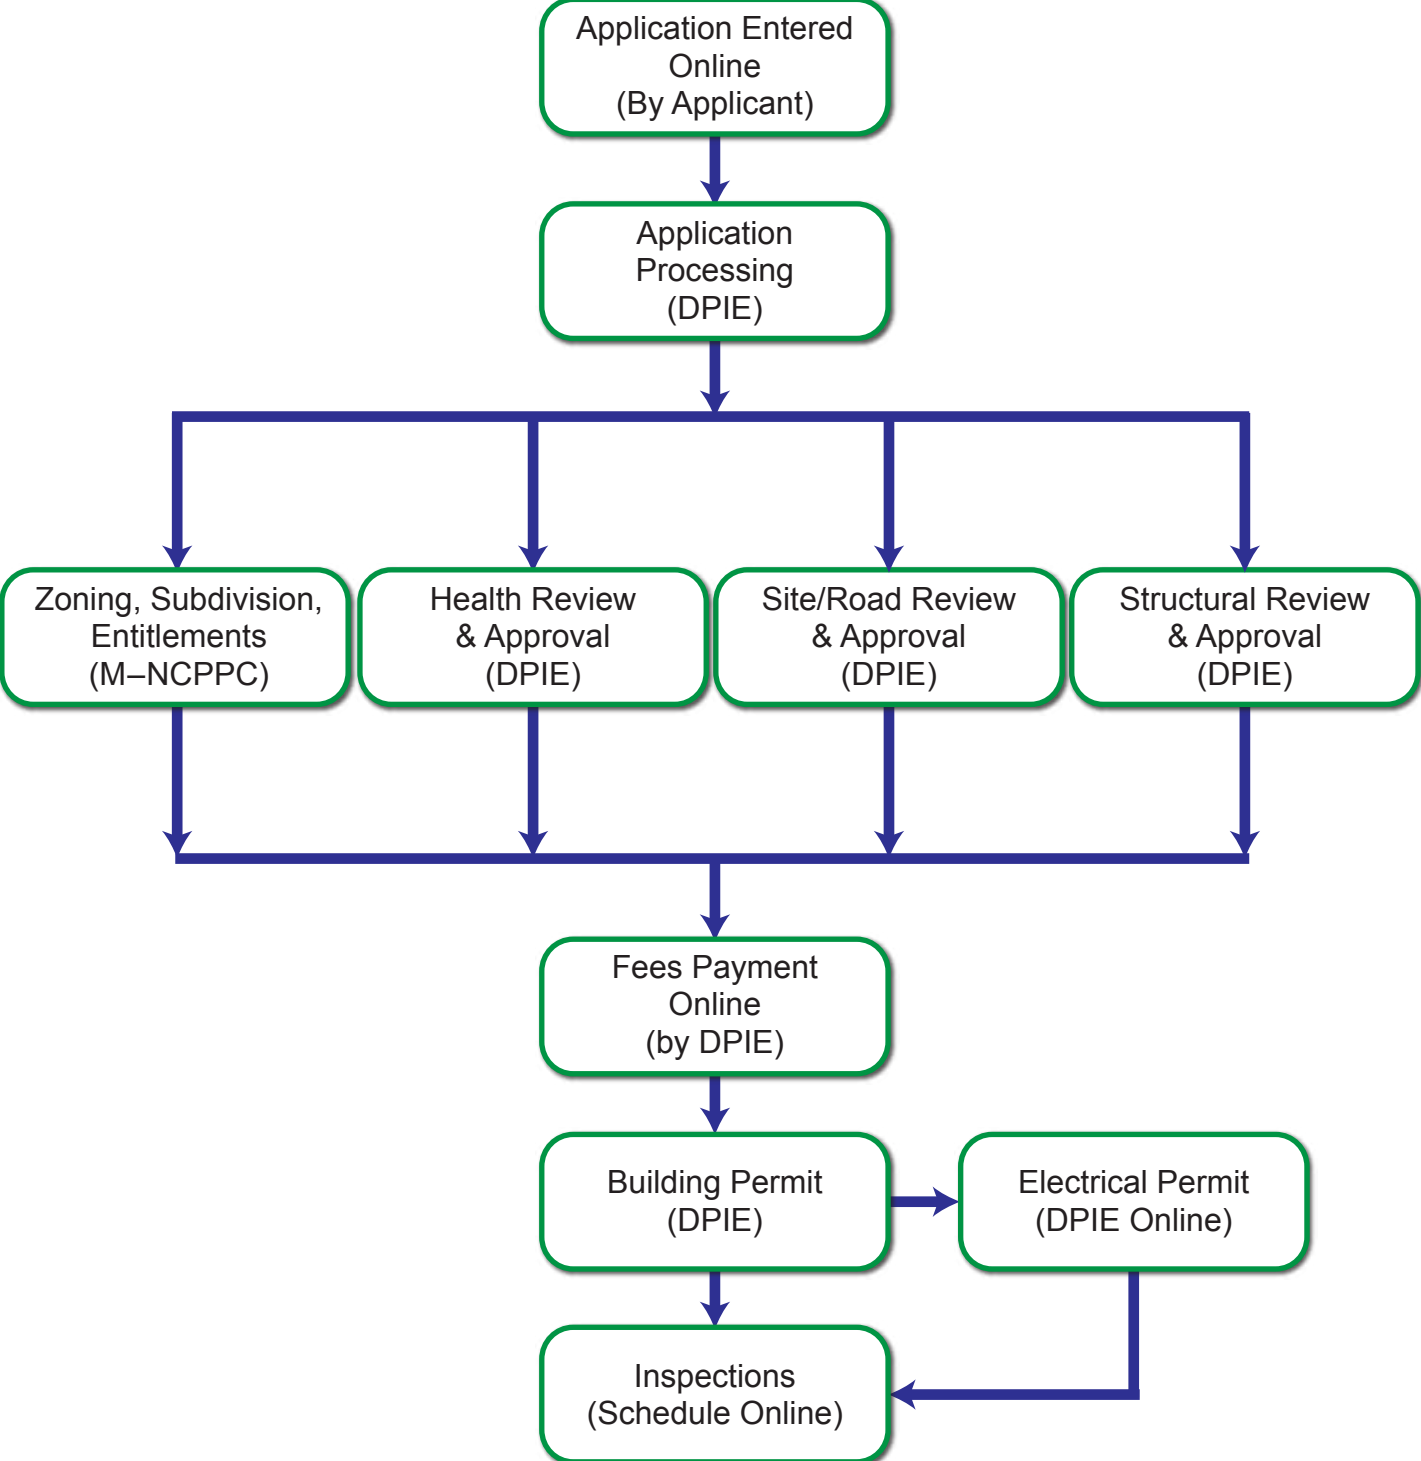 Application Entered
Online
(By Applicant)
Application
Processing
(DPIE)
Zoning, Subdivision,
Entitlements
(M–NCPPC)
Health Review
& Approval
(DPIE)
Site/Road Review
& Approval
(DPIE)
Structural Review
& Approval
(DPIE)
Fees Payment
Online
(by DPIE)
Building Permit
(DPIE)
Electrical Permit
(DPIE Online)
Inspections
(Schedule Online)